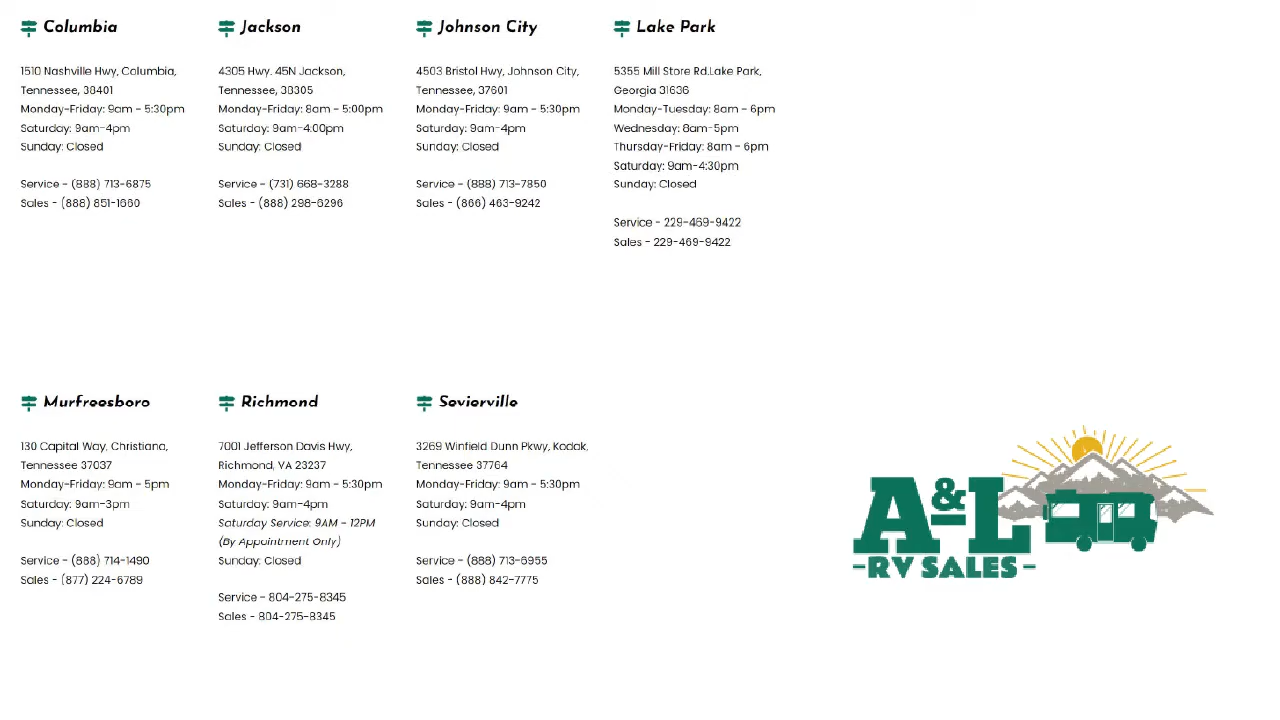 Columbia
1510 Nashville Hwy, Columbia,
Tennessee, 38401
Monday-Friday: 9am - 5:30pm
Saturday: 9am-4pm
Sunday: Closed
Service - (888) 713-6875
Sales - (888) 851-1660
Jackson
4305 Hwy. 45N Jackson,
Tennessee, 38305
Monday-Friday: 8am - 5:00pm
Saturday: 9am-4:00pm
Sunday: Closed
Service - (731) 668-3288
Sales - (888) 298-6296
Johnson City
4503 Bristol Hwy, Johnson City,
Tennessee, 37601
Monday-Friday: 9am - 5:30pm
Saturday: 9am-4pm
Sunday: Closed
Service - (888) 713-7850
Sales - (866) 463-9242
Lake Park
5355 Mill Store Rd.Lake Park,
Georgia 31636
Monday-Tuesday: 8am - 6pm
Wednesday: 8am-5pm
Thursday-Friday: 8am - 6pm
Saturday: 9am-4:30pm
Sunday: Closed
Service - 229-469-9422
Sales - 229-469-9422
Murfreesboro
130 Capital Way, Christiana,
Tennessee 37037
Monday-Friday: 9am - 5pm
Saturday: 9am-3pm
Sunday: Closed
Service - (888) 714-1490
Sales - (877) 224-6789
Richmond
7001 Jefferson Davis Hwy,
Richmond, VA 23237
Monday-Friday: 9am - 5:30pm
Saturday: 9am-4pm
Saturday Service: 9AM - 12PM
(By Appointment Only)
Sunday: Closed
Service - 804-275-8345
Sales - 804-275-8345
Sevierville
3269 Winfield Dunn Pkwy, Kodak,
Tennessee 37764
Monday-Friday: 9am - 5:30pm
Saturday: 9am-4pm
Sunday: Closed
Service - (888) 713-6955
Sales - (888) 842-7775
A&L
-RV SALES-